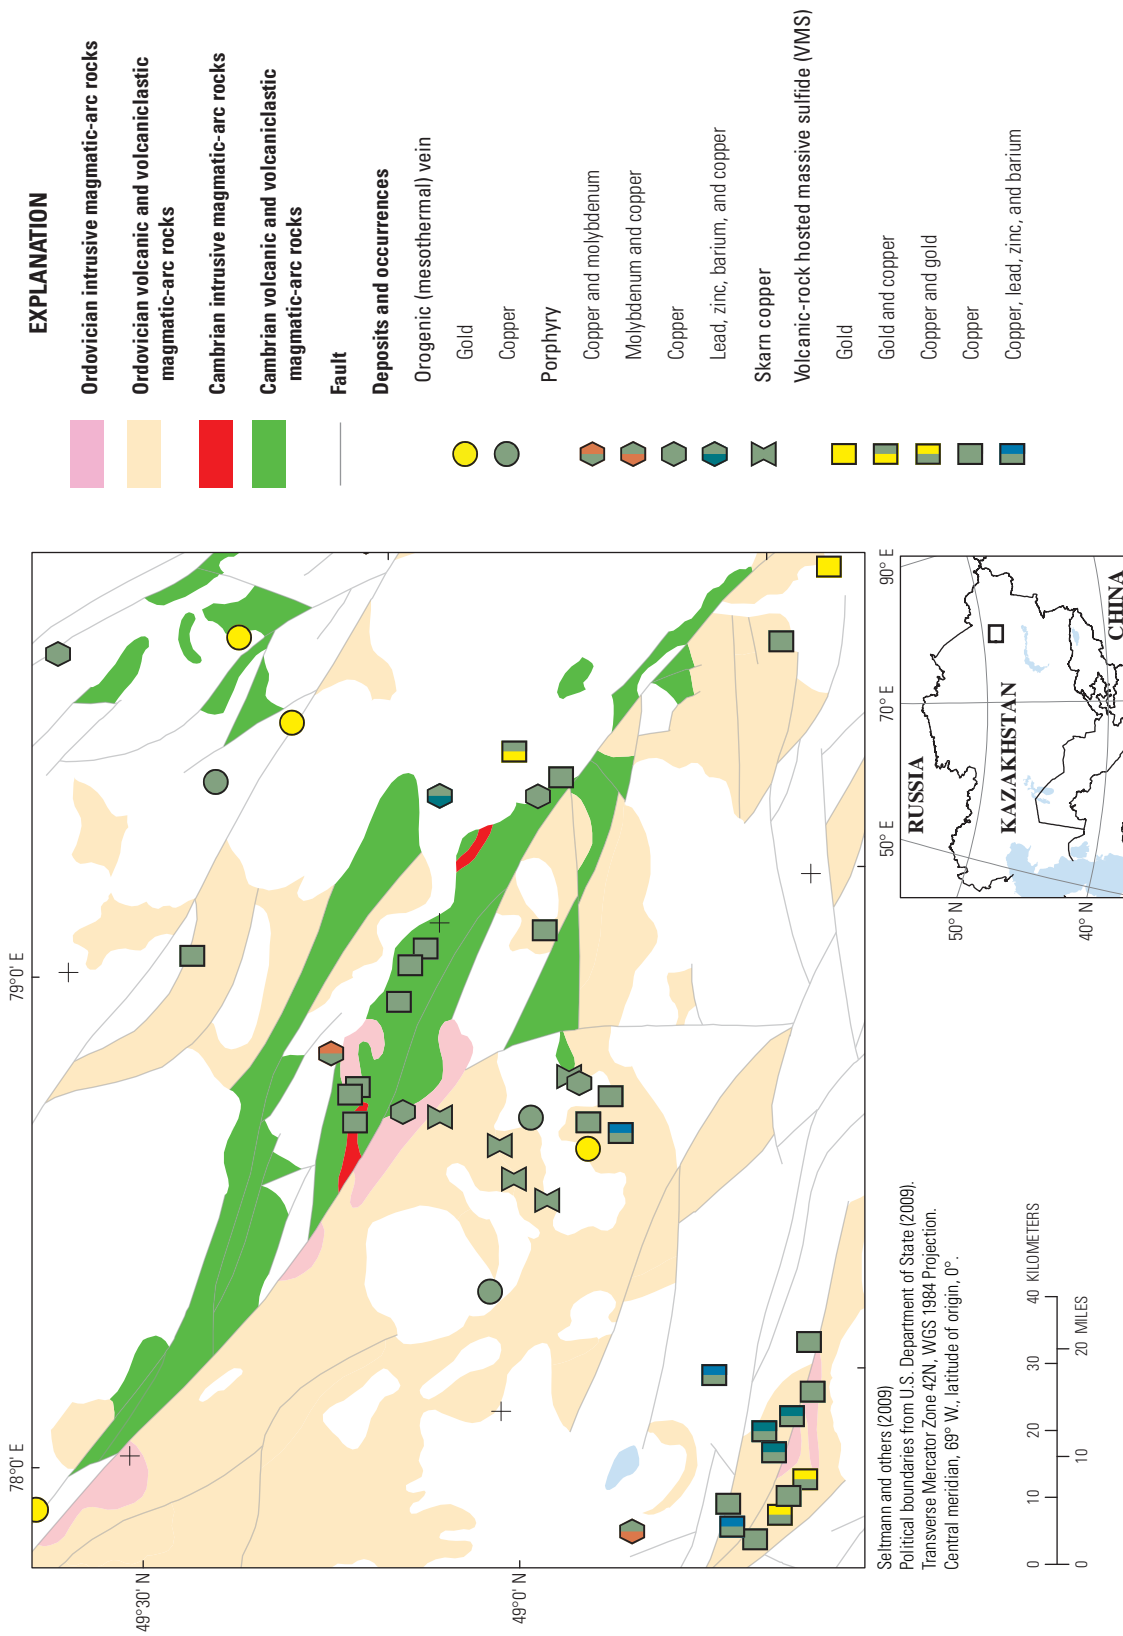 78°0' E
79°0' E
49°30' N
49°0' N
EXPLANATION
Ordovician intrusive magmatic-arc rocks
Ordovician volcanic and volcaniclastic
magmatic-arc rocks
Cambrian intrusive magmatic-arc rocks
Cambrian volcanic and volcaniclastic
magmatic-arc rocks
Fault
Deposits and occurrences
Orogenic (mesothermal) vein
Gold
Copper
Porphyry
Copper and molybdenum
Molybdenum and copper
Copper
Lead, zinc, barium, and copper
Skarn copper
Volcanic-rock hosted massive sulfide (VMS)
Gold
Gold and copper
Copper and gold
Copper
Copper, lead, zinc, and barium
Seltmann and others (2009)
Political boundaries from U.S. Department of State (2009).
Transverse Mercator Zone 42N, WGS 1984 Projection.
Central meridian, 69° W., latitude of origin, 0°.
0 10 20 30 40 KILOMETERS
0 10 20 MILES
50° E
70° E
90° E
50° N
40° N
RUSSIA
KAZAKHSTAN
CHINA